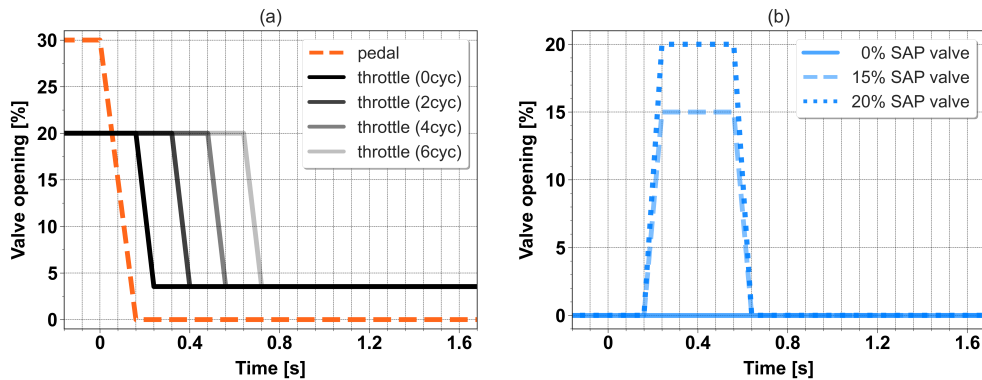 (a)
30
25
20
15
10
5
0
Valve opening [%]
pedal
throttle (0cyc)
throttle (2cyc)
throttle (4cyc)
throttle (6cyc)
0 0.4 0.8 1.2 1.6
Time [s]
(b)
20
15
10
5
0
Valve opening [%]
0% SAP valve
15% SAP valve
20% SAP valve
0 0.4 0.8 1.2 1.6
Time [s]